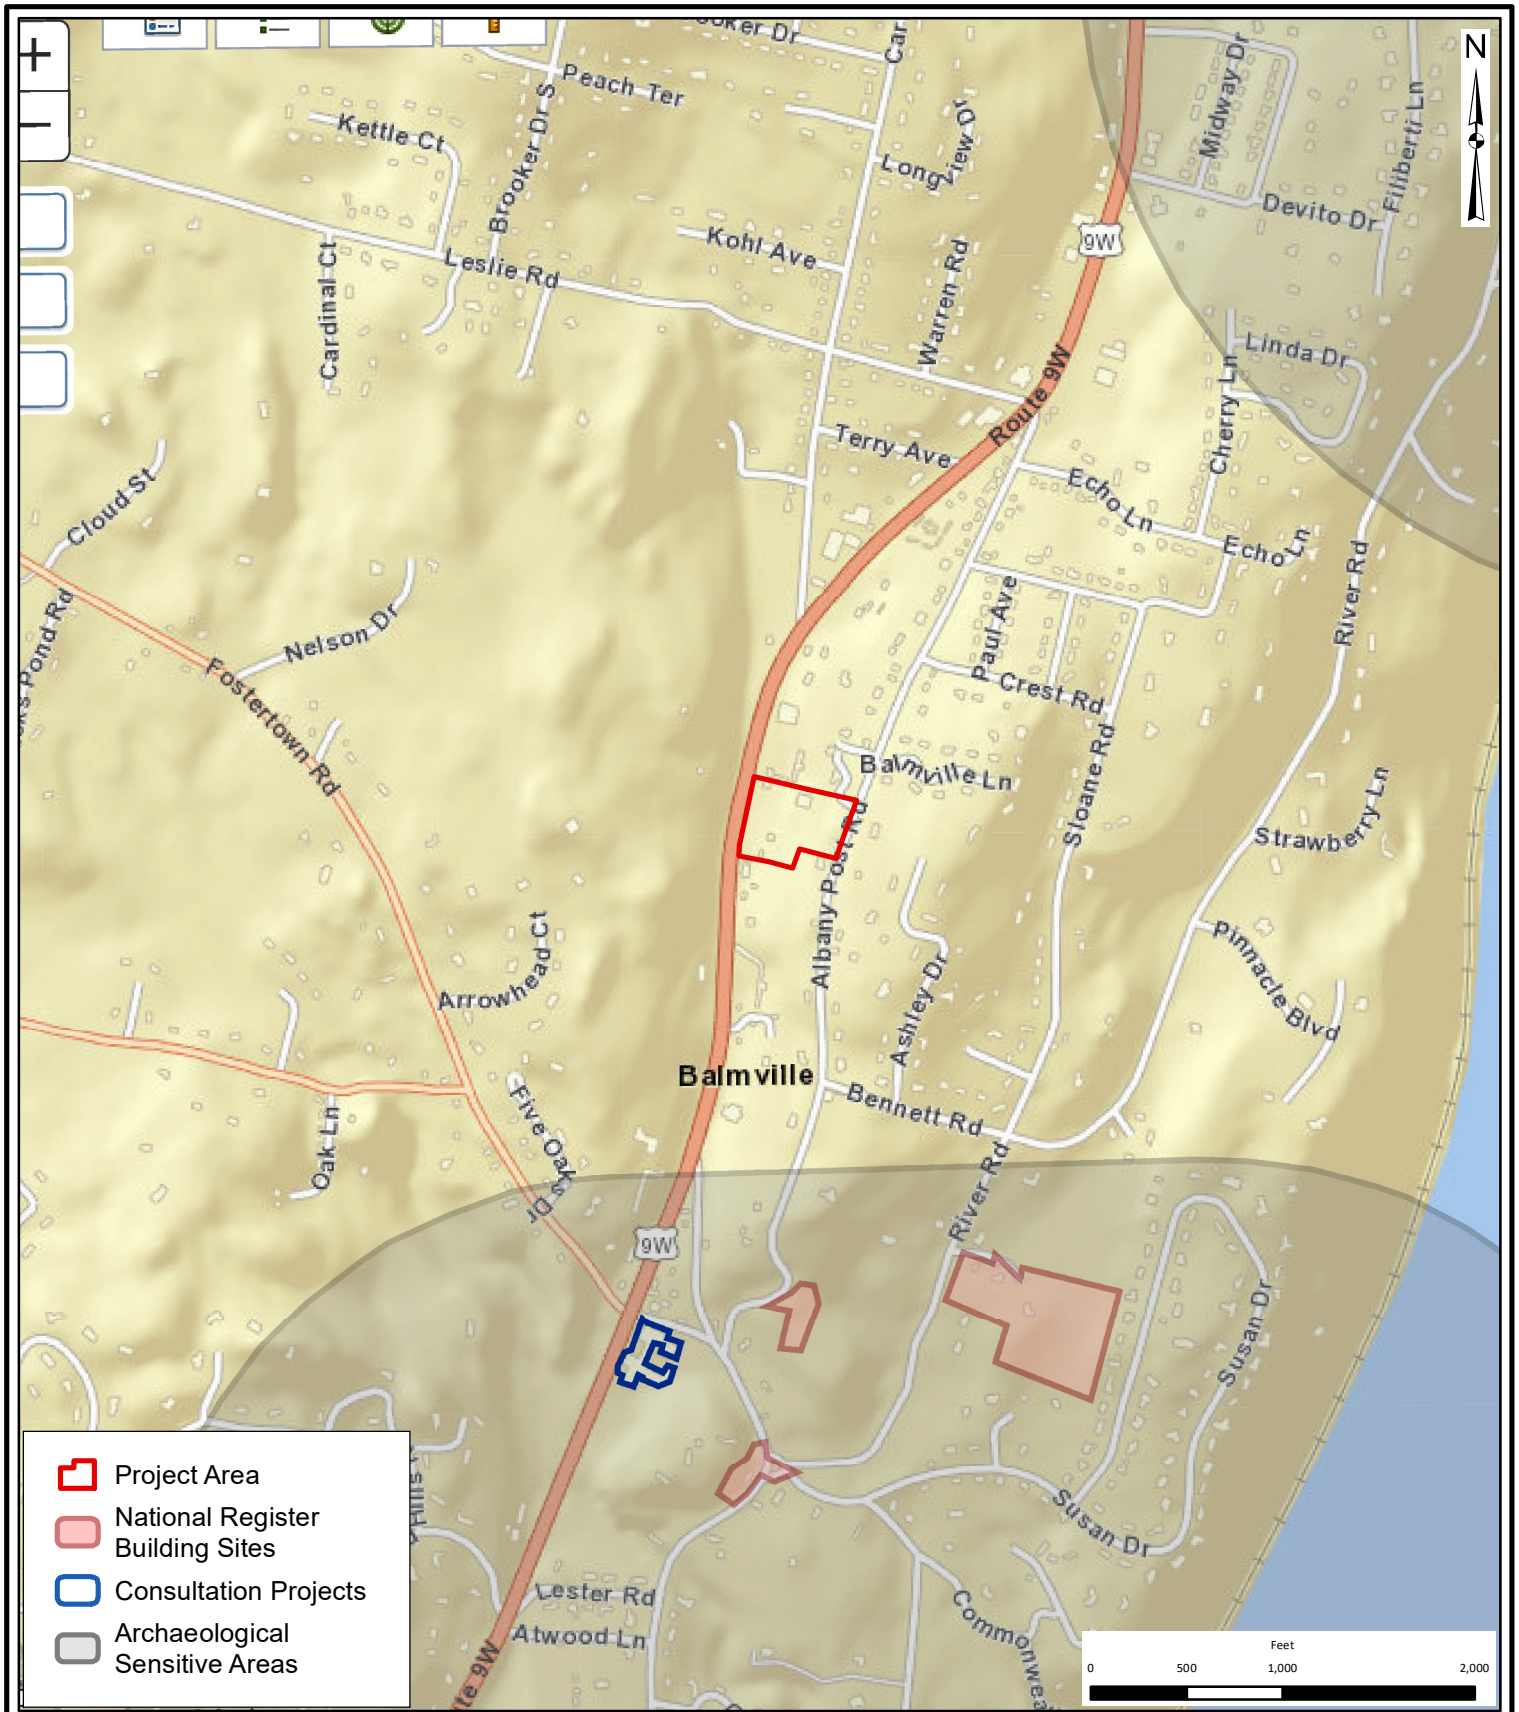 Peach Ter
Kettle Ct
Brooker Dr S
Longview Dr
Midway Dr
Filiberti Ln
N
Devito Dr
Kohl Ave
9W
Cardinal Ct
Leslie Rd
Warren Rd
Linda Dr
Cherry Ln
Route 9W
Terry Ave
Cloud St
Echo Ln
Echo Ln
River Rd
Paul Ave
Pond Rd
Nelson Dr
Fostertown Rd
Crest Rd
Balmville Ln
Sloane Rd
Strawberry Ln
Albany Post Rd
Arrowhead Ct
Ashley Dr
Pinnacle Blvd
Balmville
Bennett Rd
Five Oaks Dr
Oak Ln
River Rd
9W
Susan Dr
Susan Dr
Lester Rd
Atwood Ln
Project Area
National Register
Building Sites
Consultation Projects
Archaeological
Sensitive Areas
Feet
0 500 1,000 2,000